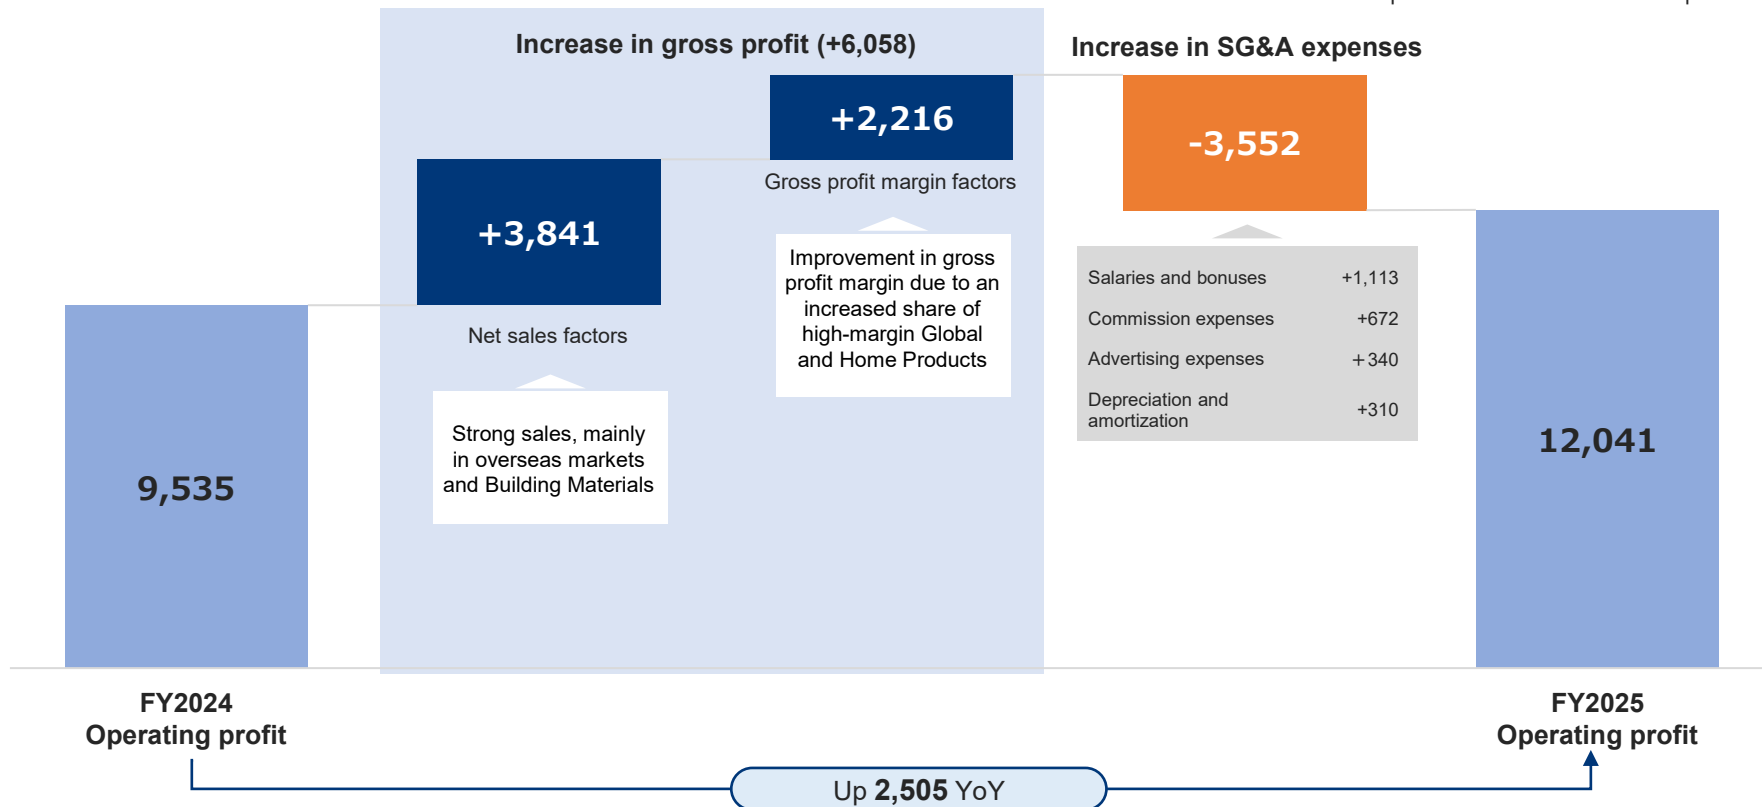 Increase in gross profit (+6,058)
Increase in SG&A expenses
+2,216
-3,552
Gross profit margin factors
+3,841
Improvement in gross
profit margin due to an
increased share of
high-margin Global
and Home Products
Salaries and bonuses +1,113
Commission expenses +672
Advertising expenses +340
Depreciation and
amortization +310
Net sales factors
Strong sales, mainly
in overseas markets
and Building Materials
9,535
12,041
FY2024
Operating profit
FY2025
Operating profit
Up 2,505 YoY